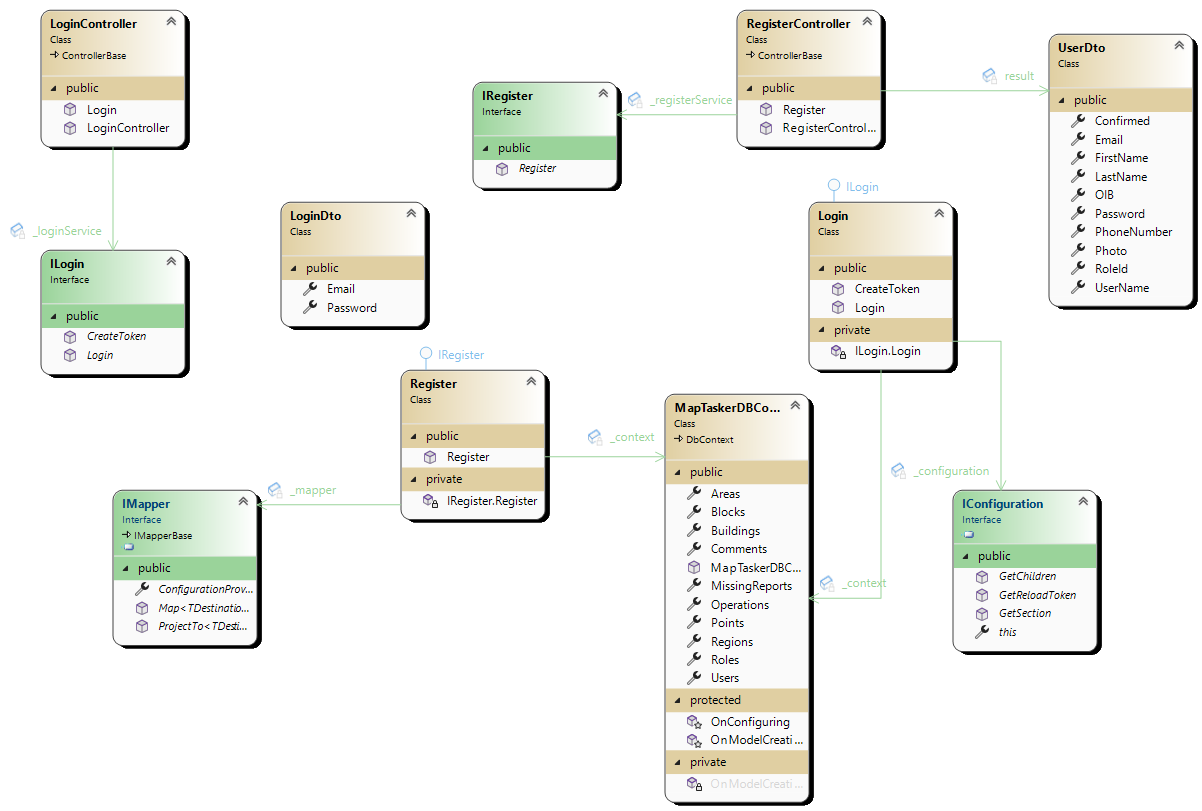 LoginController
Class
ControllerBase
public
Login
LoginController
_loginService
ILogin
Interface
public
CreateToken
Login
IRegister
Interface
public
Register
_registerService
RegisterController
Class
ControllerBase
public
Register
RegisterControl...
result
UserDto
Class
public
Confirmed
Email
FirstName
LastName
OIB
Password
PhoneNumber
Photo
RoleId
UserName
LoginDto
Class
public
Email
Password
ILogin
Login
Class
public
CreateToken
Login
private
ILogin.Login
IRegister
Register
Class
public
Register
private
IRegister.Register
_mapper
IMapper
Interface
IMapperBase
public
ConfigurationProv...
Map<TDestinatio...
ProjectTo<TDesti...
_context
MapTaskerDBCo...
Class
DbContext
public
Areas
Blocks
Buildings
Comments
MapTaskerDBC...
MissingReports
Operations
Points
Regions
Roles
Users
protected
OnConfiguring
OnModelCreati...
private
OnModelCreati...
_context
_configuration
IConfiguration
Interface
public
GetChildren
GetReloadToken
GetSection
this